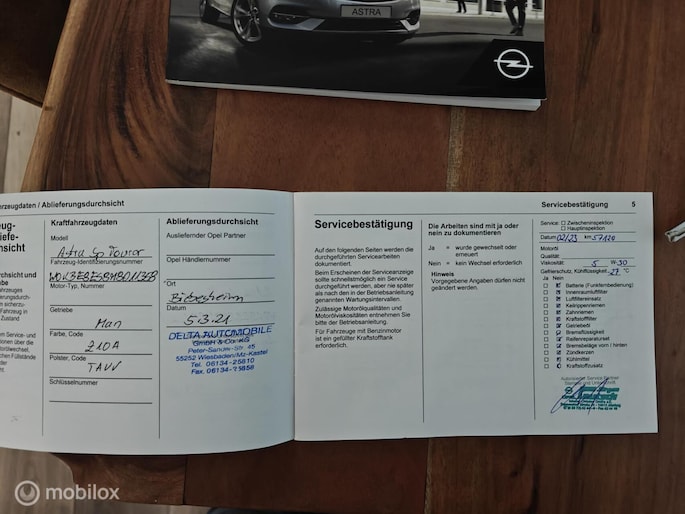 ASTRA
rzeugdaten / Ablieferungsdurchsicht
Kraftfahrzeugdaten
Modell
Astra Sp Tourer
Fahrzeug-Identifizierungsnummer
Motor-Typ, Nummer
Getriebe
Man
Farbe, Code
210A
Polster, Code
TAVV
Schlüsselnummer
Ablieferungsdurchsicht
Ausliefernder Opel Partner
Opel Händlernummer
Ort
Biebesheim
Datum
5.3.21
DELTA AUTOMOBILE
GmbH & Co. KG
Peter-Sander-Str. 45
55252 Wiesbaden/Mz-Kastel
Tel. 06134-25810
Servicebestätigung
Auf den folgenden Seiten werden die
durchgeführten Servicearbeiten
dokumentiert.
Beim Erscheinen der Serviceanzeige
sollte schnellstmöglich ein Service
durchgeführt werden, aber nie später
als nach den in der Betriebsanleitung
genannten Wartungsintervallen.
Zulässige Motorölqualitäten und
Motorölviskositäten entnehmen Sie
bitte der Betriebsanleitung.
Für Fahrzeuge mit Benzinmotor
ist ein gefüllter Kraftstofftank
erforderlich.
Die Arbeiten sind mit ja oder
nein zu dokumentieren
Ja = wurde gewechselt oder
erneuert
Nein = kein Wechsel erforderlich
Hinweis
Vorgegebene Angaben dürfen nicht
geändert werden.
Servicebestätigung 5
Service: Zwischeninspektion
Hauptinspektion
Datum 02/23 km 57120
Motoröl
Qualität:
Viskosität: 5 W-30
Gefrierschutz, Kühlflüssigkeit: -27 °C
Ja Nein
Batterie (Funkfernbedienung)
Innenraumluftfilter
Luftfiltereinsatz
Keilrippenriemen
Zahnriemen
Kraftstofffilter
Getriebeöl
Bremsflüssigkeit
Reifenreparaturset
Bremsbeläge vorn / hinten
Zündkerzen
Kühlmittel
Kraftstoffzusatz
mobilox